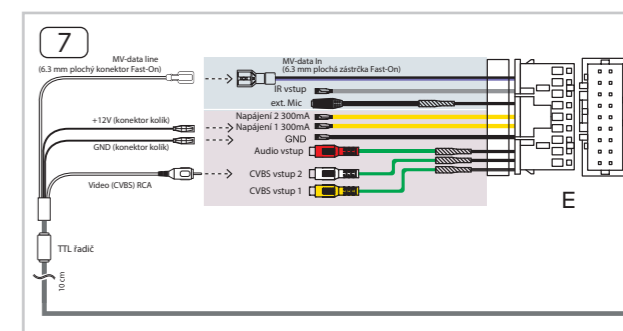 7
MV-data line
(6.3 mm plochý konektor Fast-On)
MV-data In
(6.3 mm plochá zástrčka Fast-On)
IR vstup
ext. Mic
Napájení 2 300mA
+12V (konektor kolík)
Napájení 1 300mA
GND (konektor kolík)
GND
Audio vstup
CVBS vstup 2
Video (CVBS) RCA
CVBS vstup 1
E
TTL řadič
10 cm